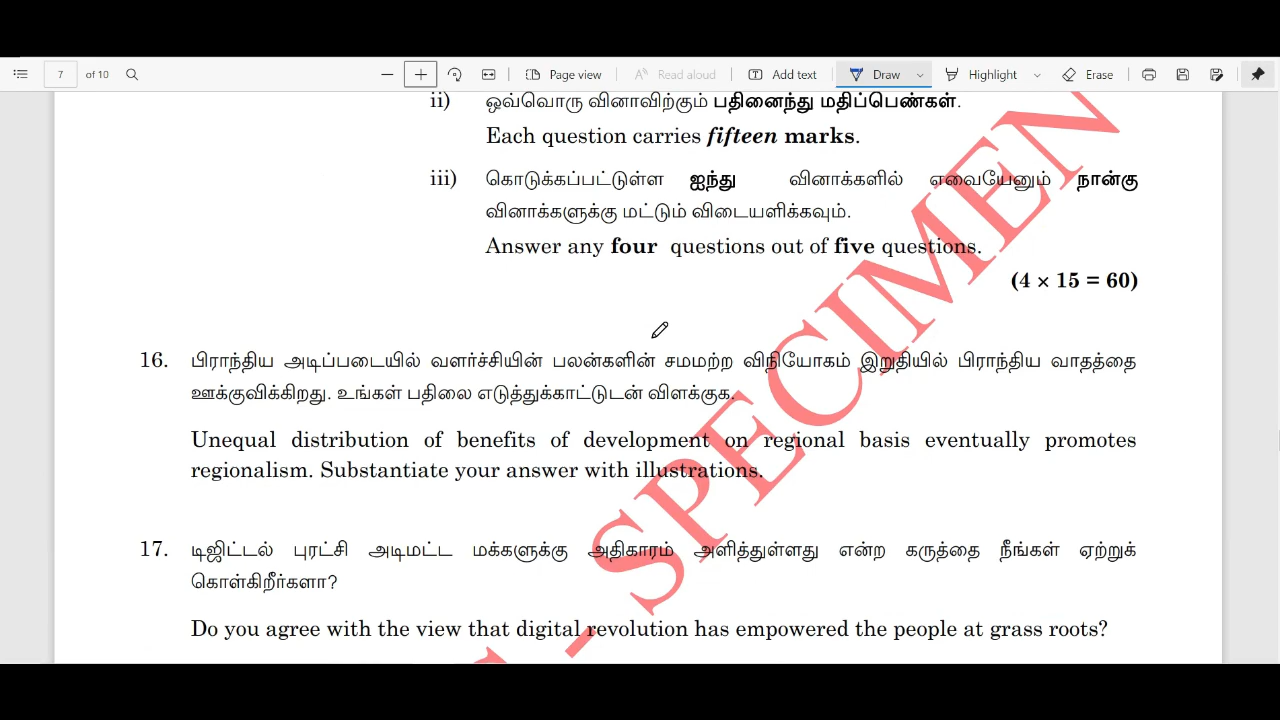 7 of 10 Page view Read aloud Add text Draw Highlight Erase
ii) ஒவ்வொரு வினாவிற்கும் பதினைந்து மதிப்பெண்கள்.
Each question carries fifteen marks.
iii) கொடுக்கப்பட்டுள்ள ஐந்து வினாக்களில் ஏவையேனும் நான்கு
வினாக்களுக்கு மட்டும் விடையளிக்கவும்.
Answer any four questions out of five questions.
(4 × 15 = 60)
16. பிராந்திய அடிப்படையில் வளர்ச்சியின் பலன்களின் சமமற்ற விநியோகம் இறுதியில் பிராந்திய வாதத்தை
ஊக்குவிக்கிறது. உங்கள் பதிலை எடுத்துக்காட்டுடன் விளக்குக.
Unequal distribution of benefits of development on regional basis eventually promotes
regionalism. Substantiate your answer with illustrations.
17. டிஜிட்டல் புரட்சி அடிமட்ட மக்களுக்கு அதிகாரம் அளித்துள்ளது என்ற கருத்தை நீங்கள் ஏற்றுக்
கொள்கிறீர்களா?
Do you agree with the view that digital revolution has empowered the people at grass roots?
- SPECIMEN